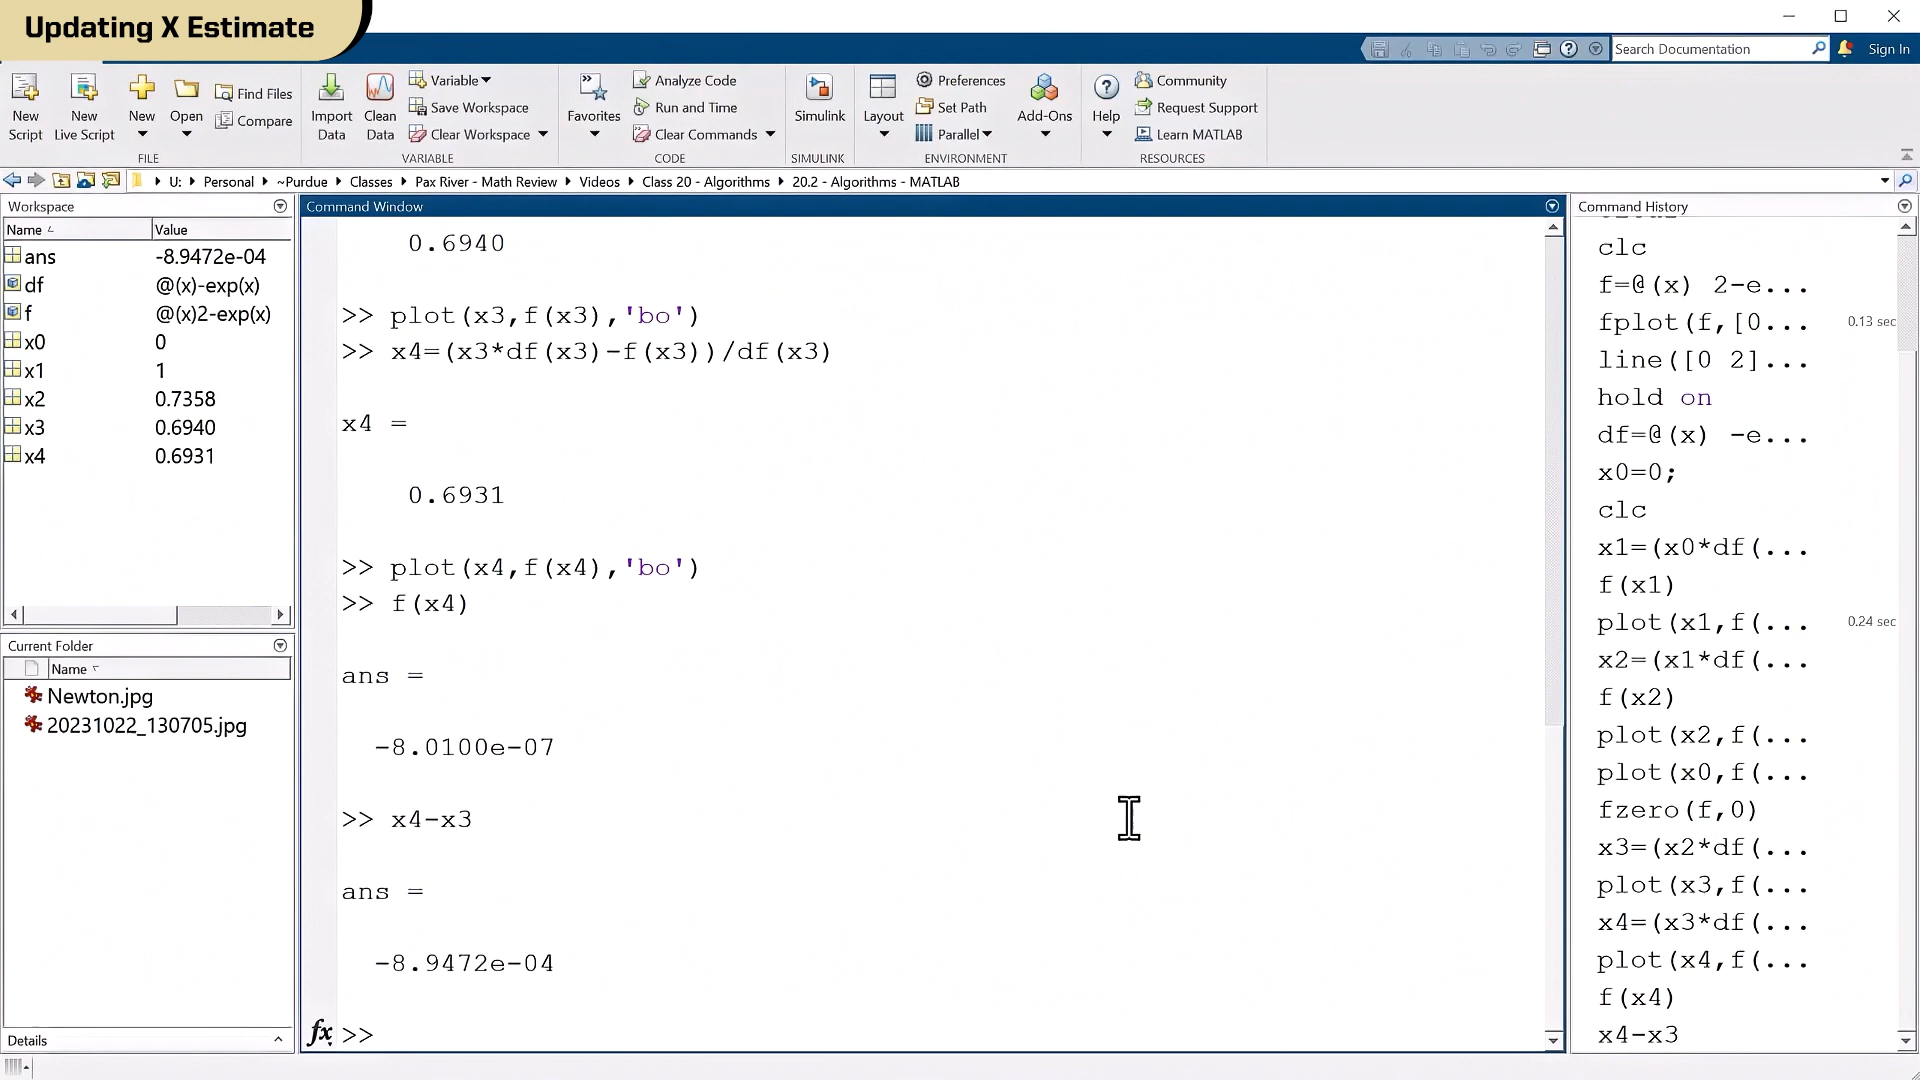 Updating X Estimate
Search Documentation
Sign In
New Script
New Live Script
New
Open
Find Files
Compare
FILE
Import Data
Clean Data
Variable
Save Workspace
Clear Workspace
VARIABLE
Favorites
Analyze Code
Run and Time
Clear Commands
CODE
Simulink
SIMULINK
Layout
Preferences
Set Path
Parallel
Add-Ons
ENVIRONMENT
Help
Community
Request Support
Learn MATLAB
RESOURCES
U: Personal ~Purdue Classes Pax River - Math Review Videos Class 20 - Algorithms 20.2 - Algorithms - MATLAB
Workspace
Name Value
ans -8.9472e-04
df @(x)-exp(x)
f @(x)2-exp(x)
x0 0
x1 1
x2 0.7358
x3 0.6940
x4 0.6931
Current Folder
Name
Newton.jpg
20231022_130705.jpg
Details
Command Window
0.6940
>> plot(x3,f(x3),'bo')
>> x4=(x3*df(x3)-f(x3))/df(x3)
x4 =
0.6931
>> plot(x4,f(x4),'bo')
>> f(x4)
ans =
-8.0100e-07
>> x4-x3
ans =
-8.9472e-04
fx >>
Command History
clc
f=@(x) 2-e...
fplot(f,[0... 0.13 sec
line([0 2]...
hold on
df=@(x) -e...
x0=0;
clc
x1=(x0*df(...
f(x1)
plot(x1,f(... 0.24 sec
x2=(x1*df(...
f(x2)
plot(x2,f(...
plot(x0,f(...
fzero(f,0)
x3=(x2*df(...
plot(x3,f(...
x4=(x3*df(...
plot(x4,f(...
f(x4)
x4-x3